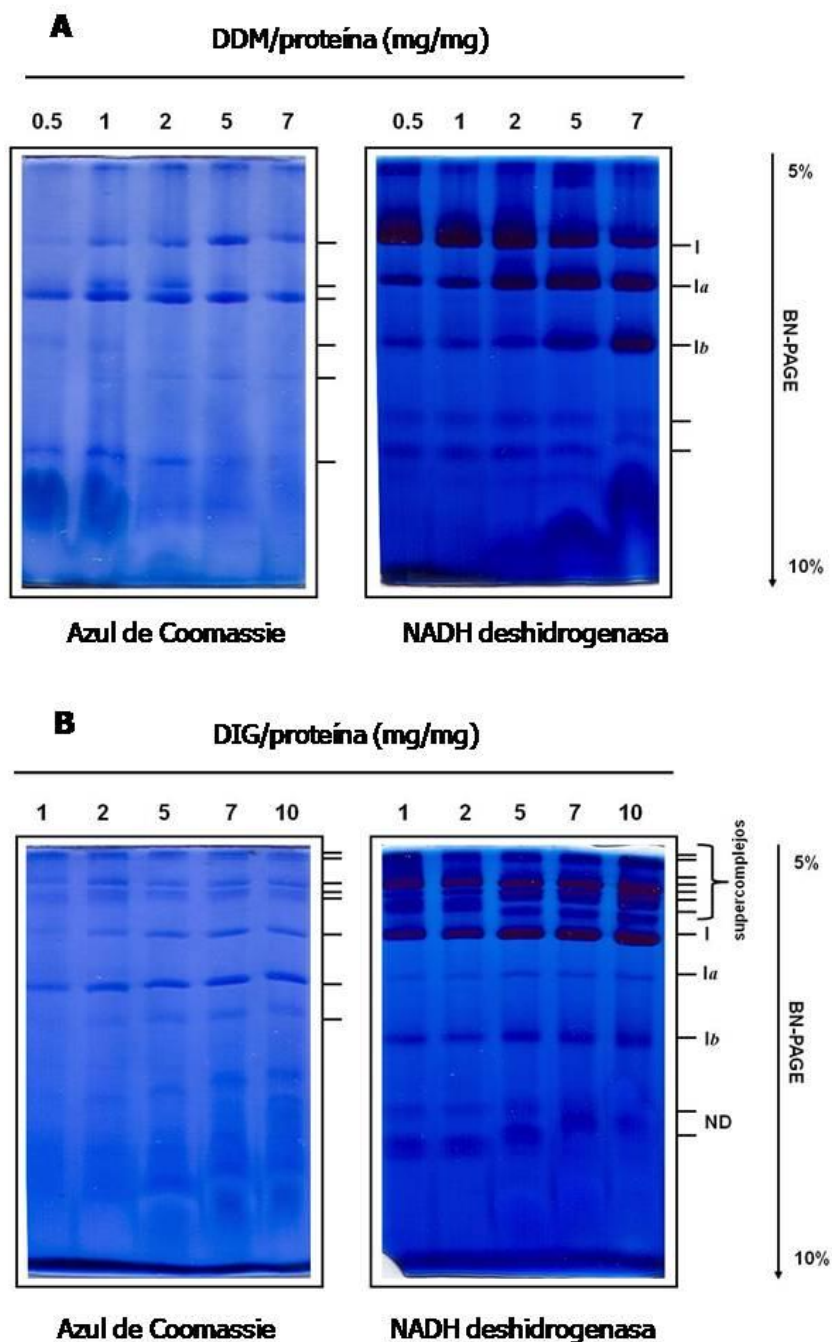 A
DDM/proteína (mg/mg)
0.5 1 2 5 7
0.5 1 2 5 7
5%
I
Ia
Ib
BN-PAGE
10%
Azul de Coomassie
NADH deshidrogenasa
B
DIG/proteína (mg/mg)
1 2 5 7 10
1 2 5 7 10
supercomplejos
5%
I
Ia
Ib
ND
BN-PAGE
10%
Azul de Coomassie
NADH deshidrogenasa